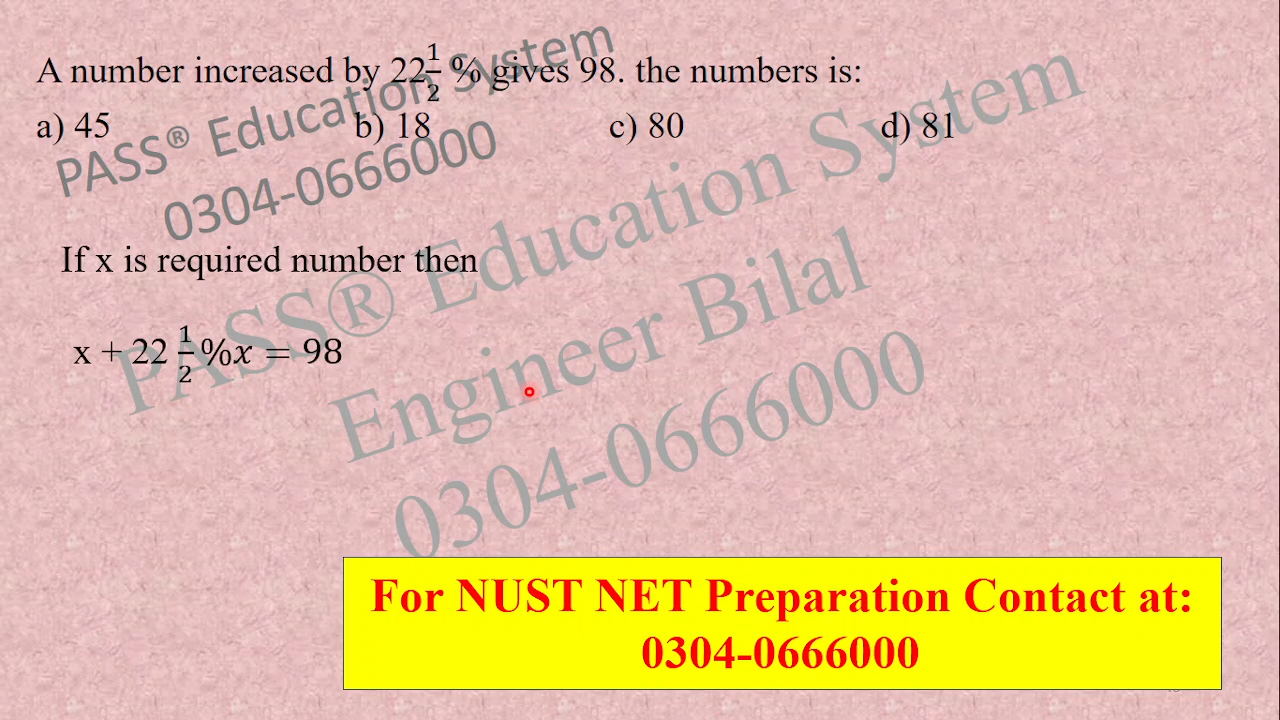 A number increased by 22 1/2 % gives 98. the numbers is:
a) 45 b) 18 c) 80 d) 81
PASS® Education System
0304-0666000
If x is required number then
x + 22 1/2 %x = 98
PASS® Education System
Engineer Bilal
0304-0666000
For NUST NET Preparation Contact at:
0304-0666000